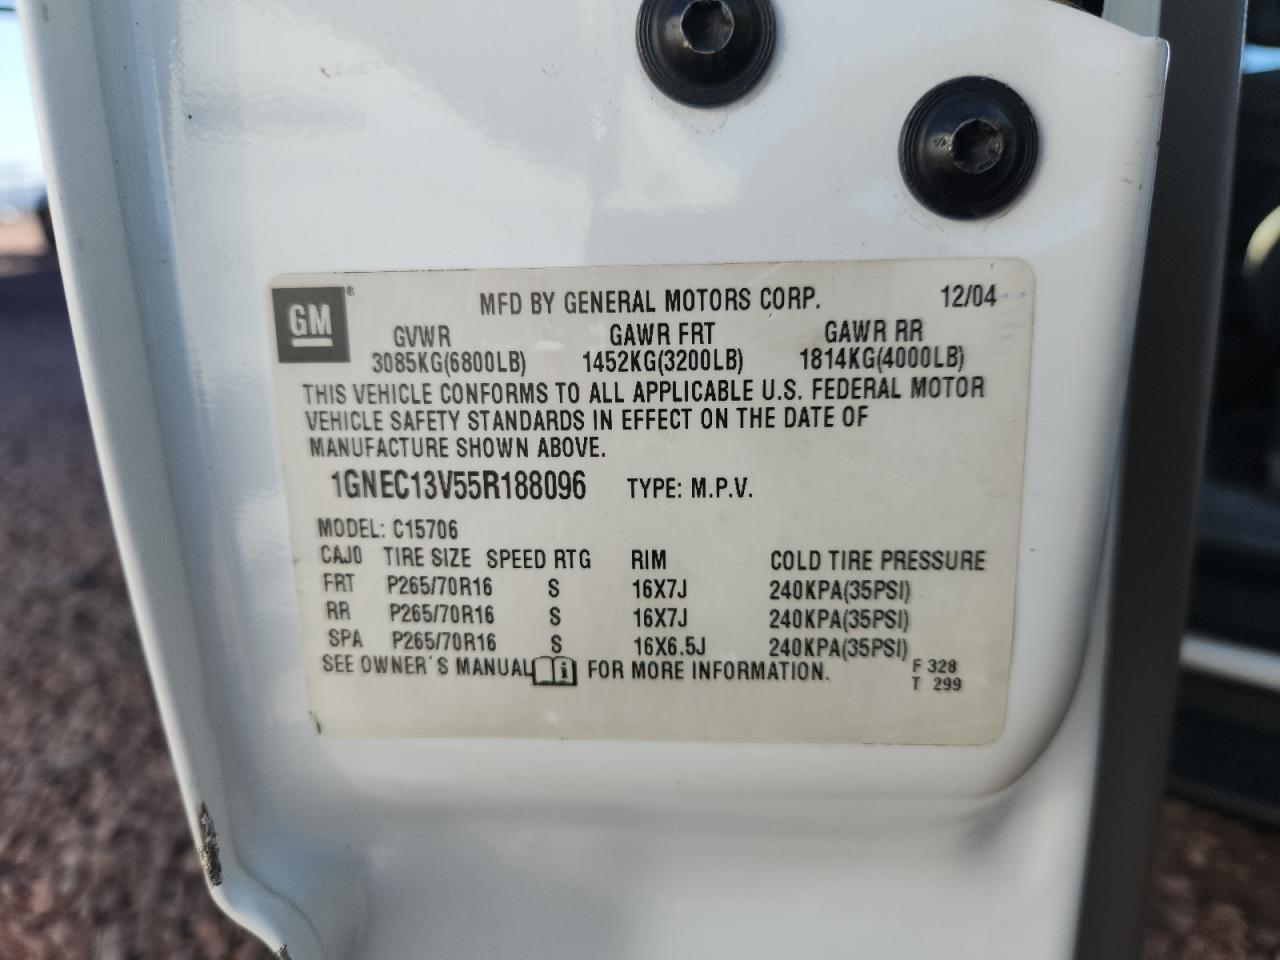 GM®
MFD BY GENERAL MOTORS CORP. 12/04
GVWR GAWR FRT GAWR RR
3085KG(6800LB) 1452KG(3200LB) 1814KG(4000LB)
THIS VEHICLE CONFORMS TO ALL APPLICABLE U.S. FEDERAL MOTOR
VEHICLE SAFETY STANDARDS IN EFFECT ON THE DATE OF
MANUFACTURE SHOWN ABOVE.
1GNEC13V55R188096 TYPE: M.P.V.
MODEL: C15706
CAJ0 TIRE SIZE SPEED RTG RIM COLD TIRE PRESSURE
FRT P265/70R16 S 16X7J 240KPA(35PSI)
RR P265/70R16 S 16X7J 240KPA(35PSI)
SPA P265/70R16 S 16X6.5J 240KPA(35PSI)
SEE OWNER'S MANUAL i FOR MORE INFORMATION.
F 328
T 299